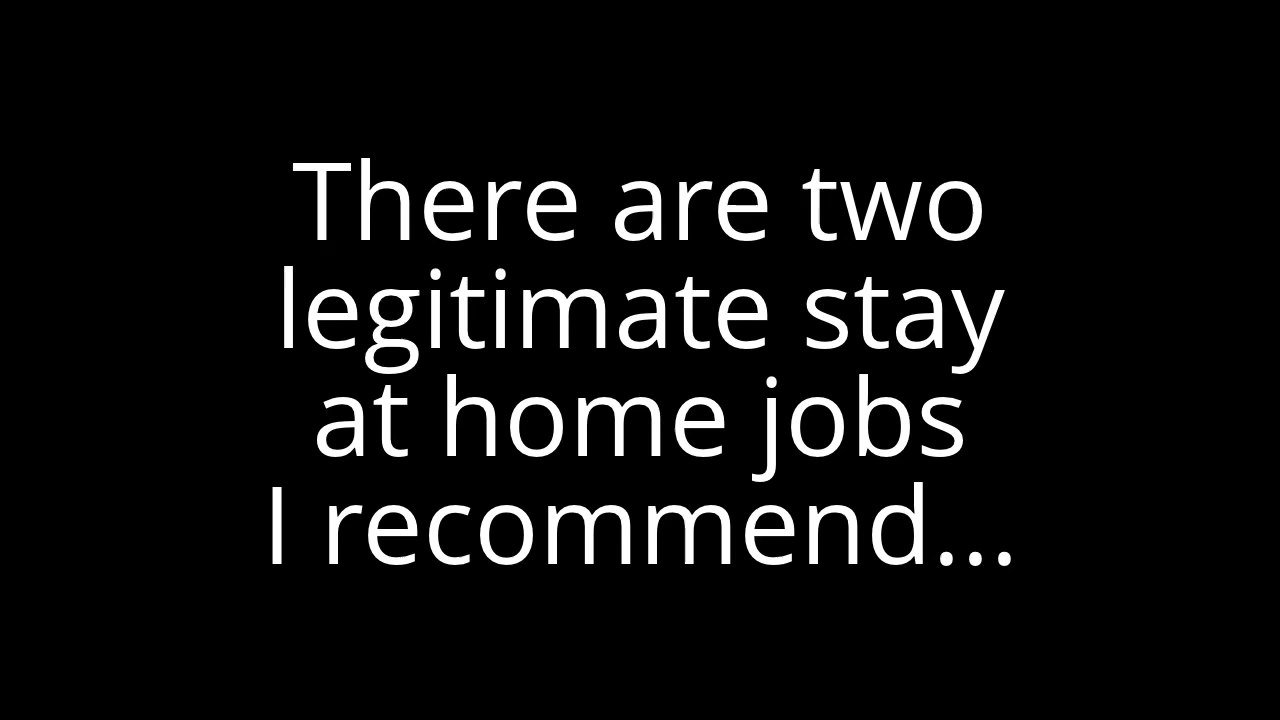 There are two
legitimate stay
at home jobs
I recommend...